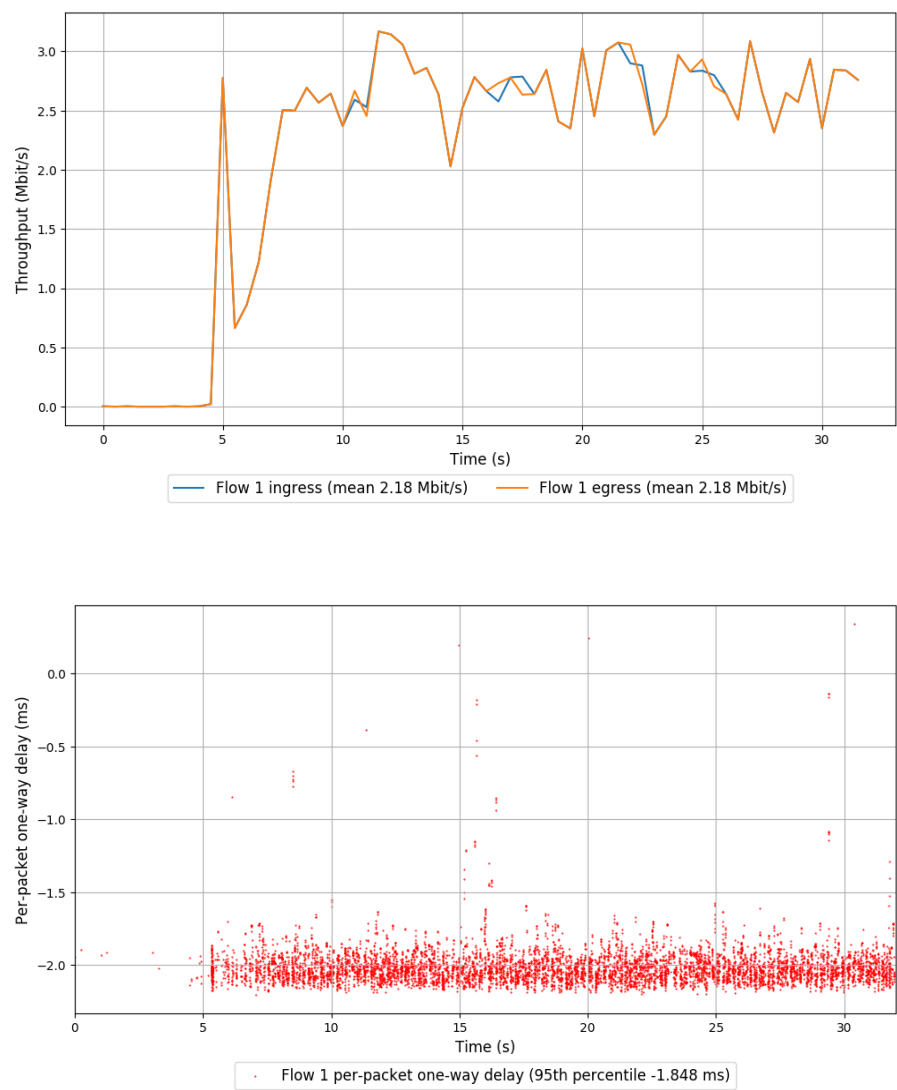 3.0
2.5
2.0
1.5
1.0
0.5
0.0
Throughput (Mbit/s)
0 5 10 15 20 25 30
Time (s)
Flow 1 ingress (mean 2.18 Mbit/s) Flow 1 egress (mean 2.18 Mbit/s)
0.0
−0.5
−1.0
−1.5
−2.0
Per-packet one-way delay (ms)
0 5 10 15 20 25 30
Time (s)
Flow 1 per-packet one-way delay (95th percentile -1.848 ms)